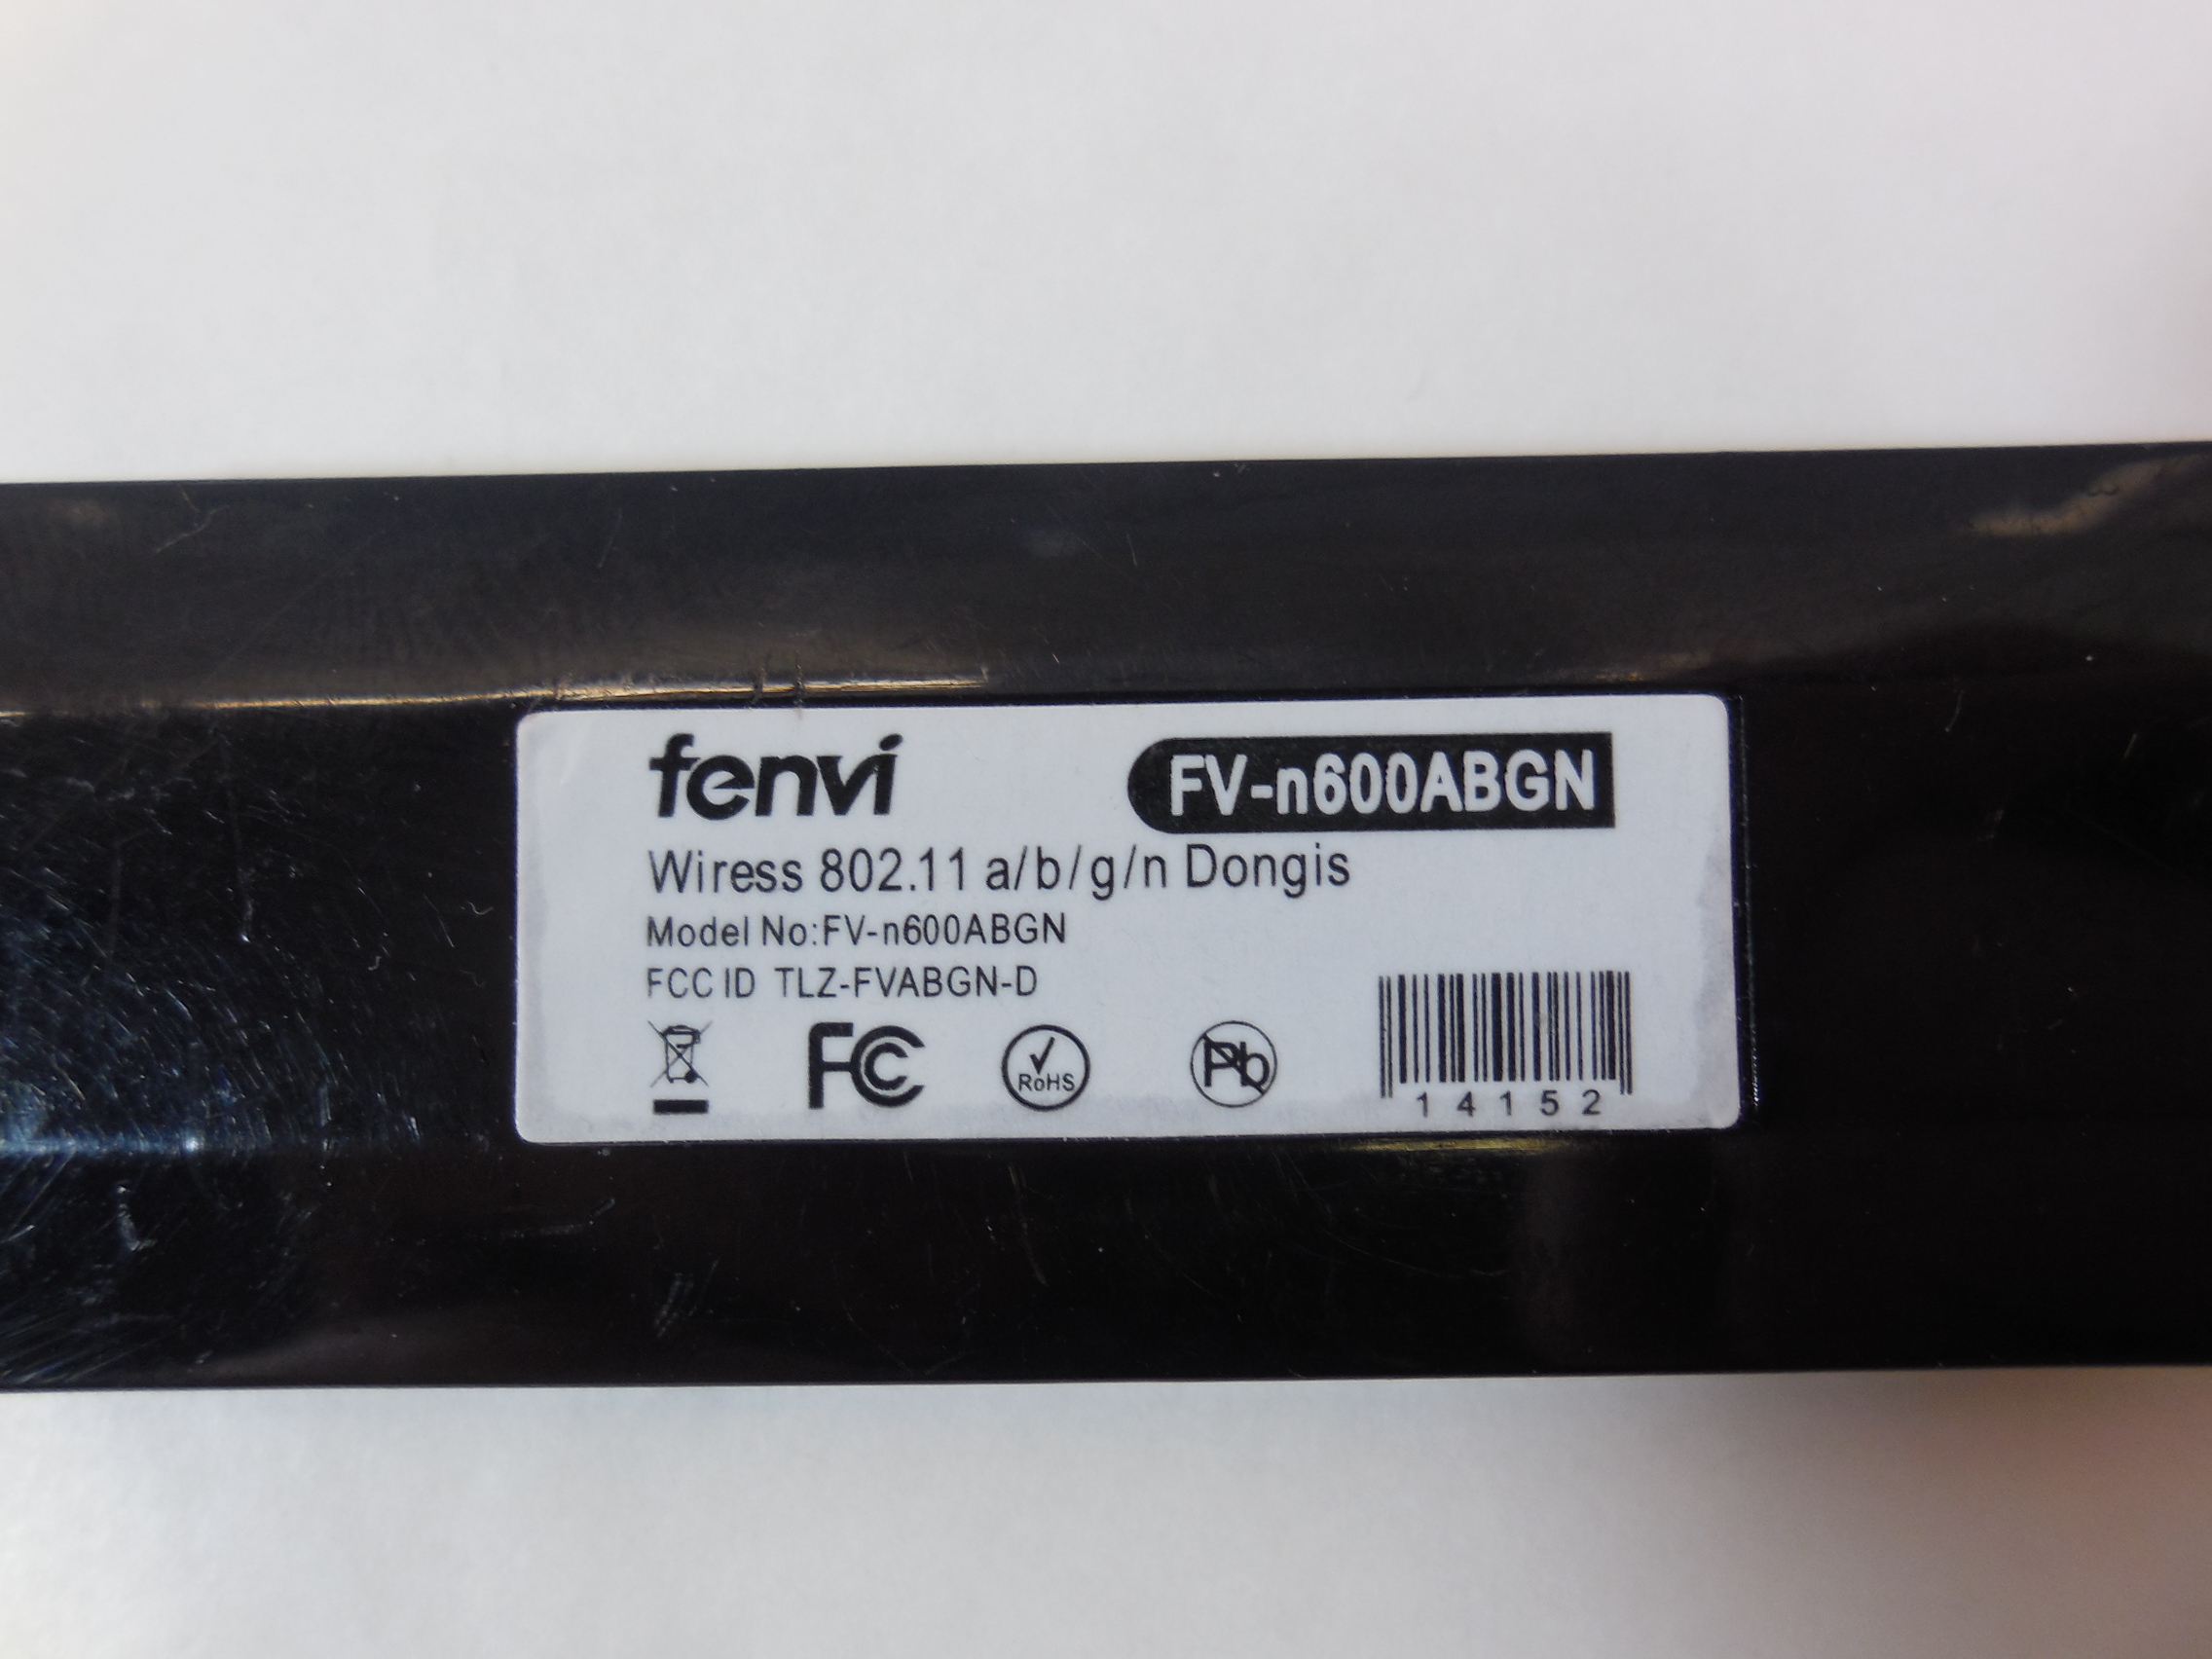 fenvi FV-n600ABGN
Wiress 802.11 a/b/g/n Dongis
Model No:FV-n600ABGN
FCC ID TLZ-FVABGN-D
FC RoHS Pb
14152